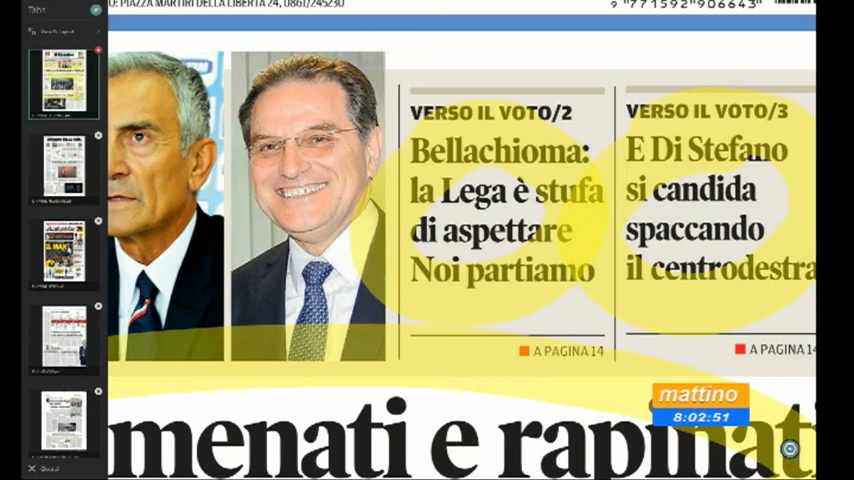 Tabs
O: PIAZZA MARTIRI DELLA LIBERTÀ 24, 0861/245230
9 "771592"906643"
VERSO IL VOTO/2
Bellachioma:
la Lega è stufa
di aspettare
Noi partiamo
A PAGINA 14
VERSO IL VOTO/3
E Di Stefano
si candida
spaccando
il centrodestra
A PAGINA 14
mattino
8:02:51
menati e rapinati